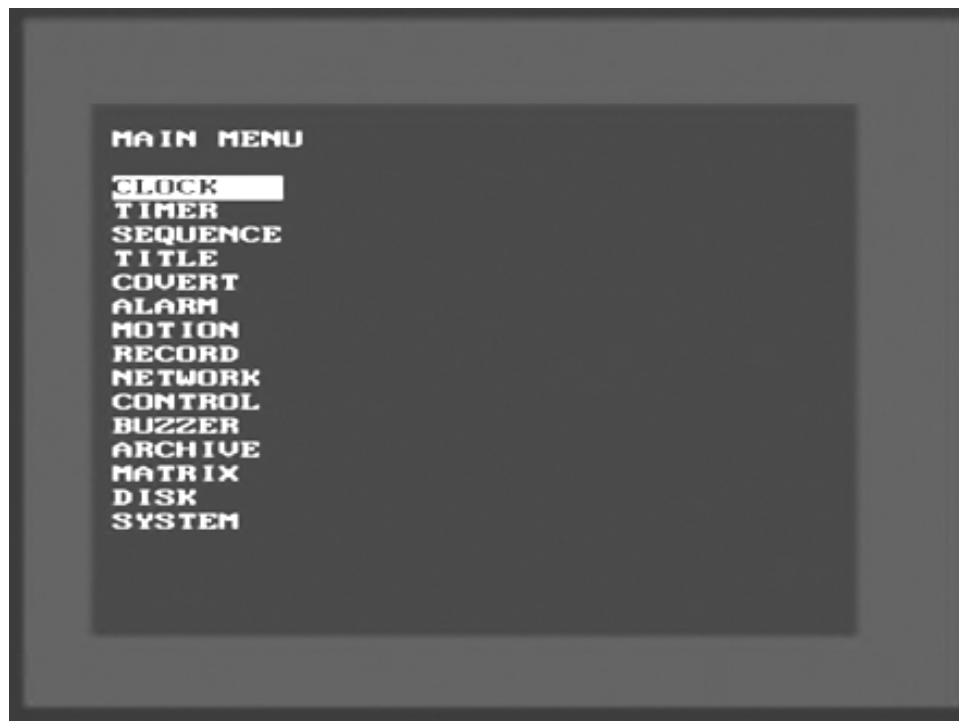 MAIN MENU
CLOCK
TIMER
SEQUENCE
TITLE
COVERT
ALARM
MOTION
RECORD
NETWORK
CONTROL
BUZZER
ARCHIVE
MATRIX
DISK
SYSTEM